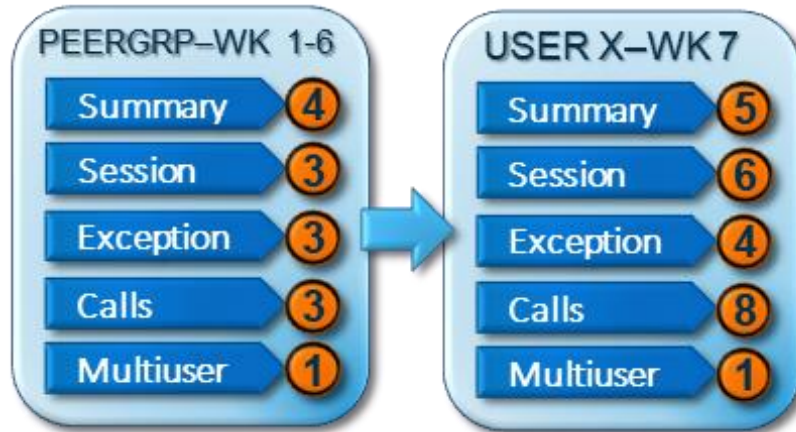 PEERGRP–WK 1-6
Summary 4
Session 3
Exception 3
Calls 3
Multiuser 1
USER X–WK 7
Summary 5
Session 6
Exception 4
Calls 8
Multiuser 1